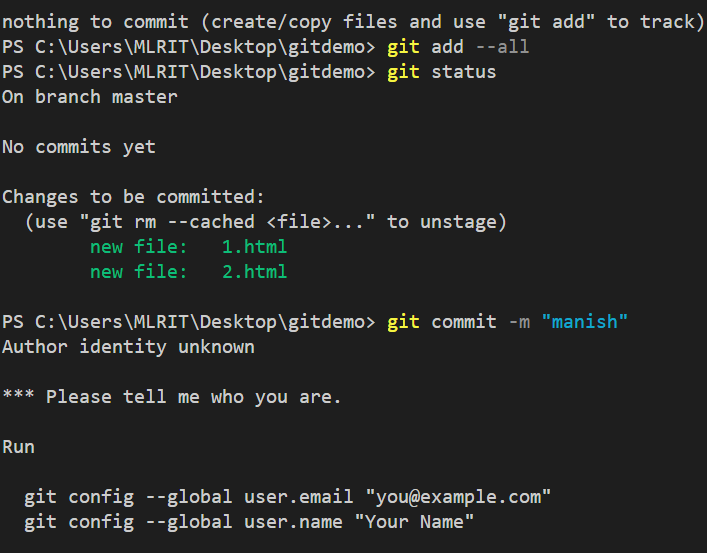 nothing to commit (create/copy files and use "git add" to track)
PS C:\Users\MLRIT\Desktop\gitdemo> git add --all
PS C:\Users\MLRIT\Desktop\gitdemo> git status
On branch master
No commits yet
Changes to be committed:
(use "git rm --cached <file>..." to unstage)
new file:   1.html
new file:   2.html
PS C:\Users\MLRIT\Desktop\gitdemo> git commit -m "manish"
Author identity unknown
*** Please tell me who you are.
Run
git config --global user.email "you@example.com"
git config --global user.name "Your Name"